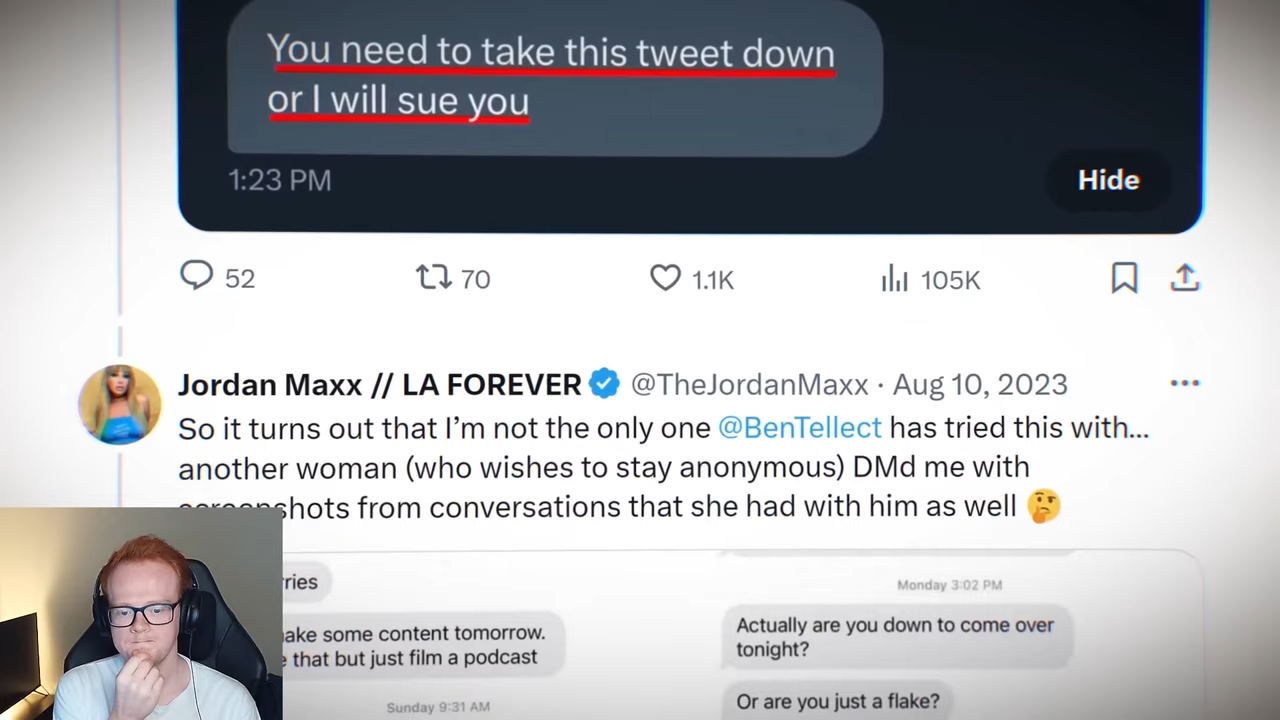 You need to take this tweet down
or I will sue you
1:23 PM
Hide
52
70
1.1K
105K
Jordan Maxx // LA FOREVER @TheJordanMaxx · Aug 10, 2023
So it turns out that I'm not the only one @BenTellect has tried this with...
another woman (who wishes to stay anonymous) DMd me with
screenshots from conversations that she had with him as well 🤔
make some content tomorrow.
that but just film a podcast
Sunday 9:31 AM
Monday 3:02 PM
Actually are you down to come over
tonight?
Or are you just a flake?